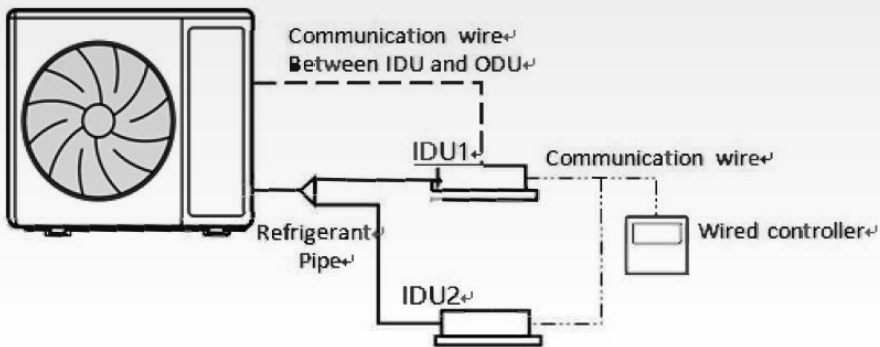 Communication wire↵
Between IDU and ODU↵
IDU1↵
Communication wire↵
Wired controller↵
Refrigerant↵
Pipe↵
IDU2↵